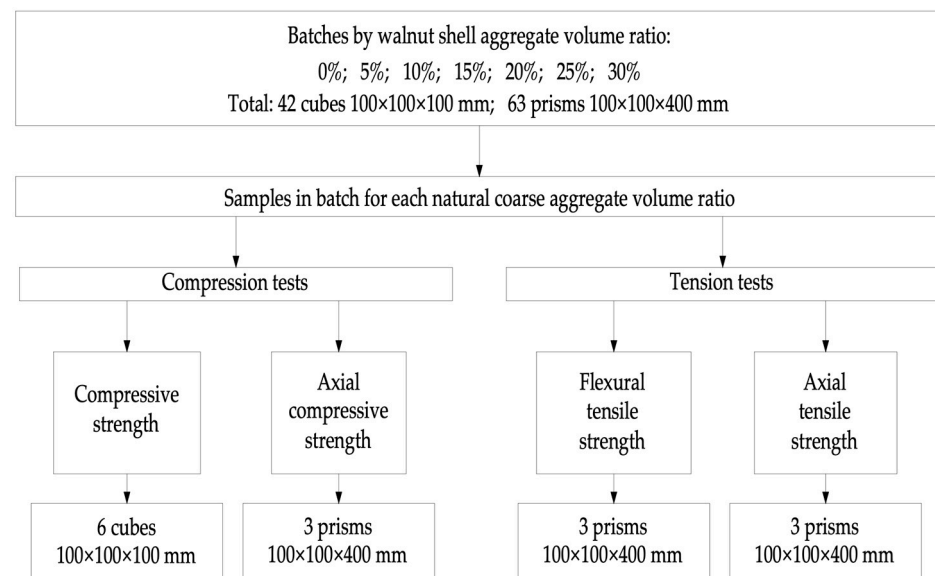 Batches by walnut shell aggregate volume ratio:
0%; 5%; 10%; 15%; 20%; 25%; 30%
Total: 42 cubes 100×100×100 mm; 63 prisms 100×100×400 mm
Samples in batch for each natural coarse aggregate volume ratio
Compression tests
Tension tests
Compressive
strength
Axial
compressive
strength
Flexural
tensile
strength
Axial
tensile
strength
6 cubes
100×100×100 mm
3 prisms
100×100×400 mm
3 prisms
100×100×400 mm
3 prisms
100×100×400 mm